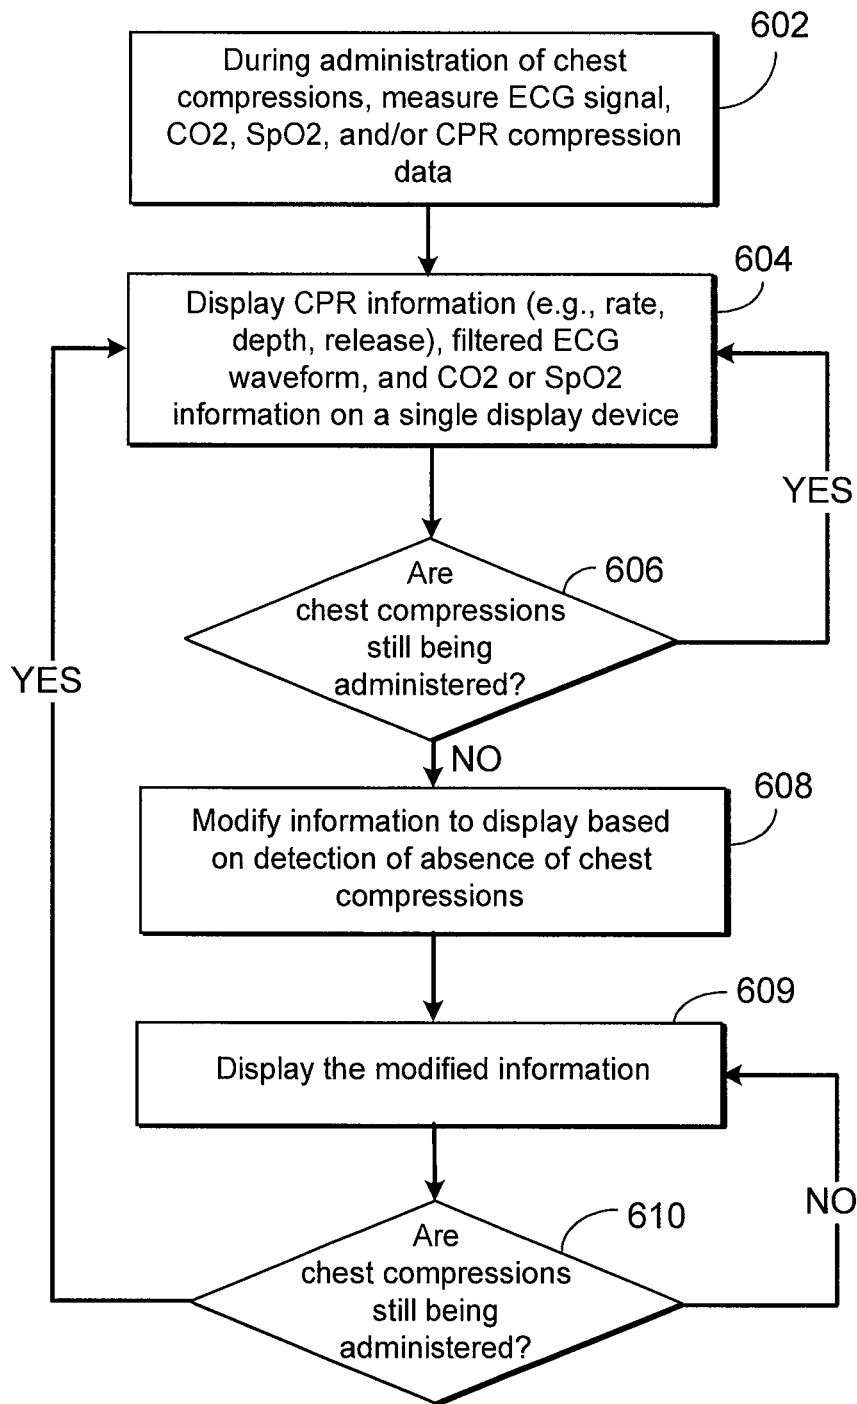 602
During administration of chest
compressions, measure ECG signal,
CO2, SpO2, and/or CPR compression
data
604
Display CPR information (e.g., rate,
depth, release), filtered ECG
waveform, and CO2 or SpO2
information on a single display device
YES
606
Are
chest compressions
still being
administered?
YES
NO
608
Modify information to display based
on detection of absence of chest
compressions
609
Display the modified information
NO
610
Are
chest compressions
still being
administered?